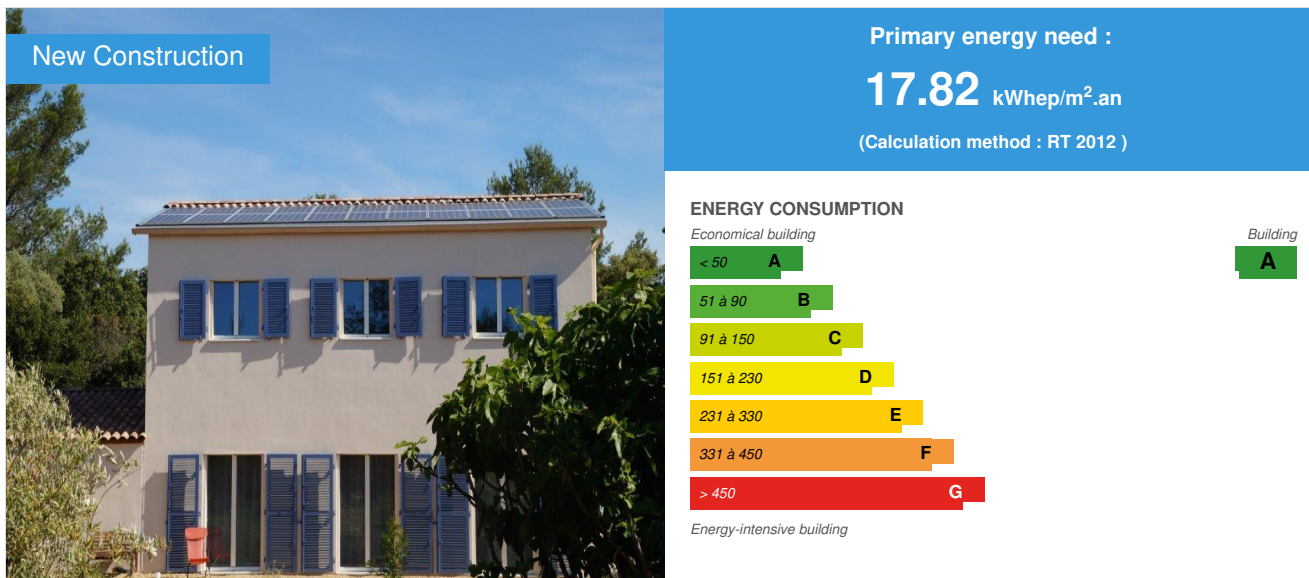 New Construction
Primary energy need :
17.82 kWhep/m².an
(Calculation method : RT 2012 )
ENERGY CONSUMPTION
Economical building
Building
< 50 A
A
51 à 90 B
91 à 150 C
151 à 230 D
231 à 330 E
331 à 450 F
> 450 G
Energy-intensive building